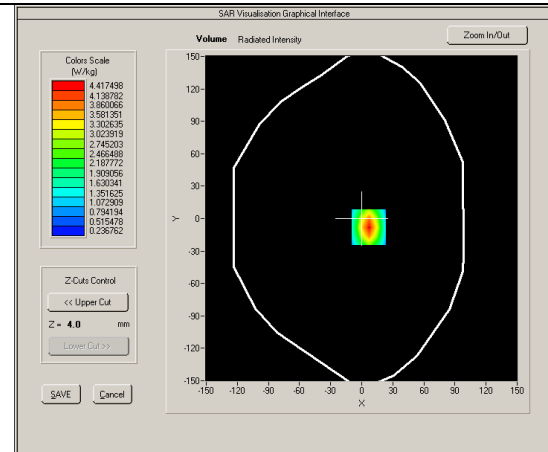 SAR Visualisation Graphical Interface
Volume Radiated Intensity
Zoom In/Out
Colors Scale
(W/kg)
4.417498
4.138782
3.860066
3.581351
3.302635
3.023919
2.745203
2.466488
2.187772
1.909056
1.630341
1.351625
1.072909
0.794194
0.515478
0.236762
Z-Cuts Control
<< Upper Cut
Z = 4.0 mm
Lower Cut >>
SAVE Cancel
150
120
90
60
30
0
-30
-60
-90
-120
-150
Y
-150 -120 -90 -60 -30 0 30 60 90 120 150
X